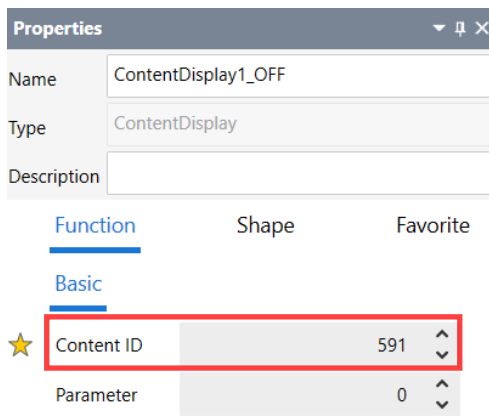 Properties
Name ContentDisplay1_OFF
Type ContentDisplay
Description
Function Shape Favorite
Basic
Content ID 591
Parameter 0